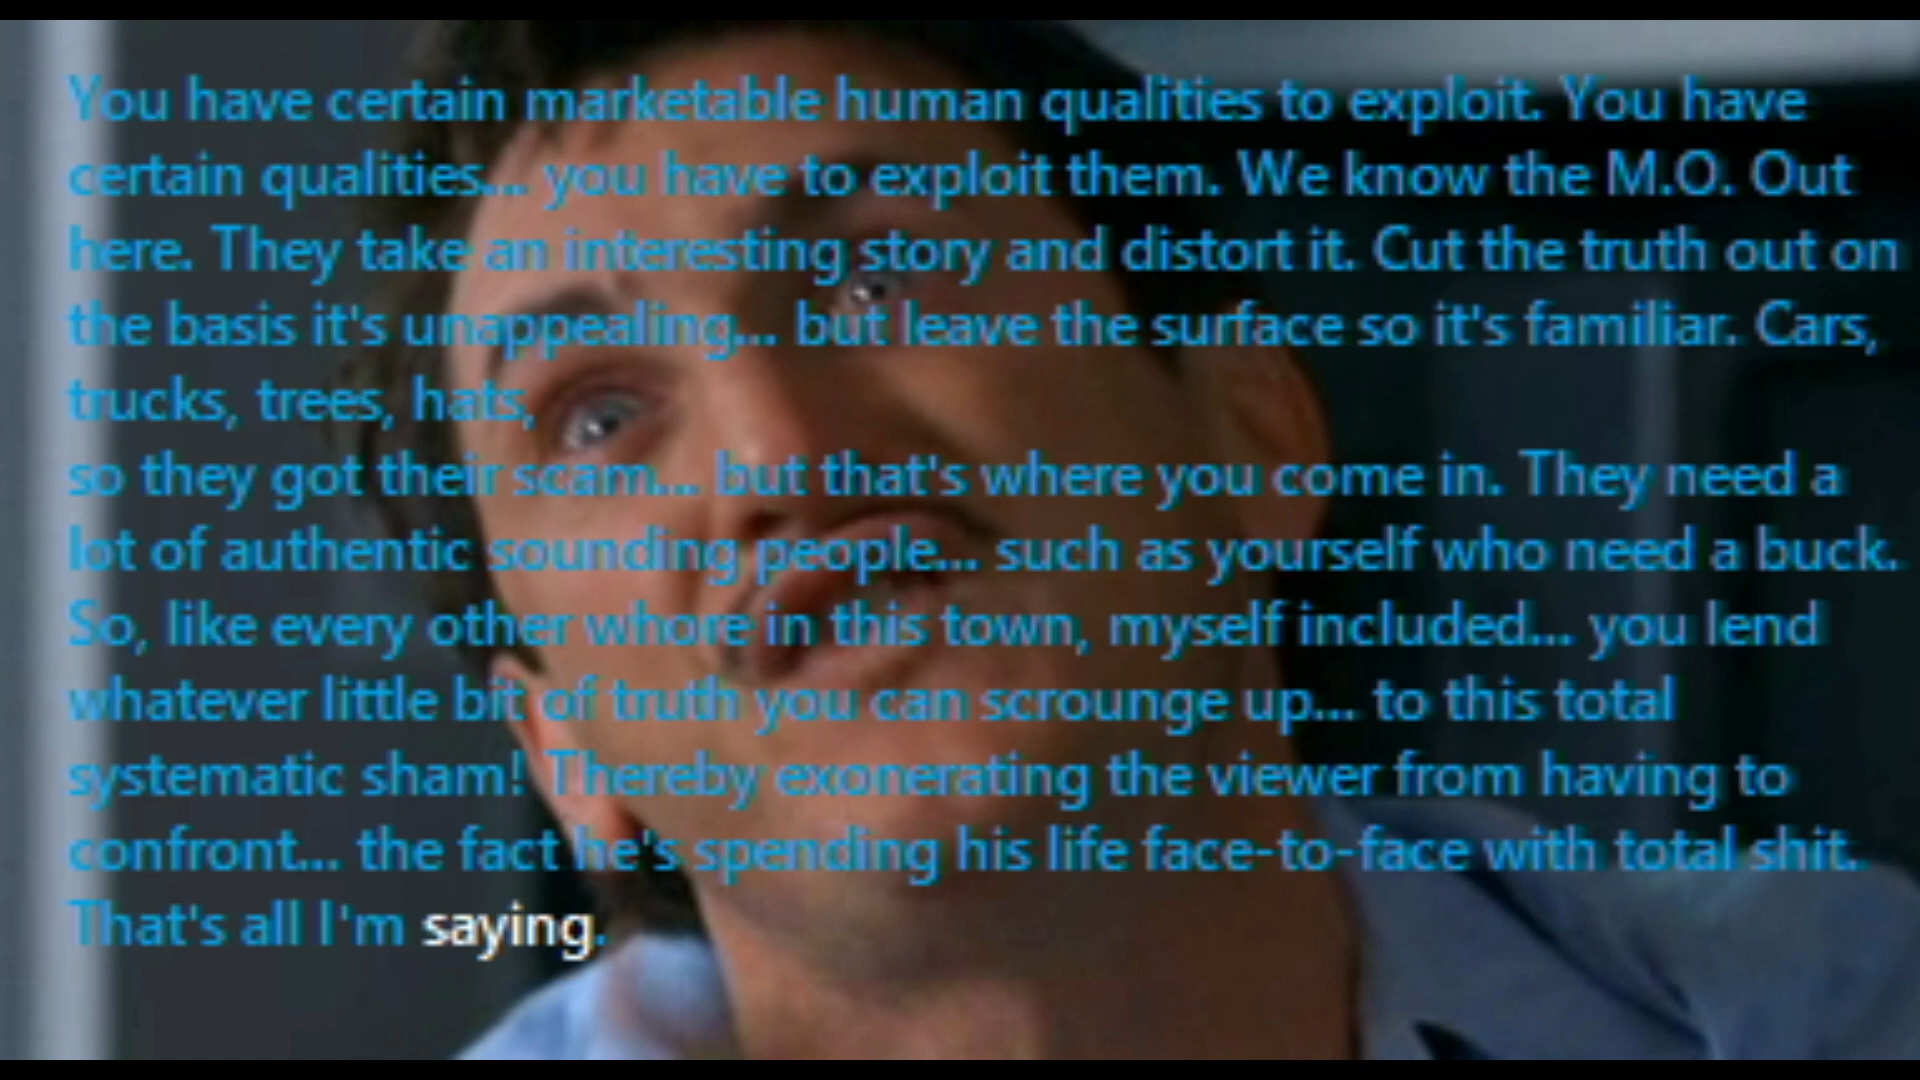 You have certain marketable human qualities to exploit. You have
certain qualities... you have to exploit them. We know the M.O. Out
here. They take an interesting story and distort it. Cut the truth out on
the basis it's unappealing... but leave the surface so it's familiar. Cars,
trucks, trees, hats,
so they got their scam... but that's where you come in. They need a
lot of authentic sounding people... such as yourself who need a buck.
So, like every other whore in this town, myself included... you lend
whatever little bit of truth you can scrounge up... to this total
systematic sham! Thereby exonerating the viewer from having to
confront... the fact he's spending his life face-to-face with total shit.
That's all I'm saying.